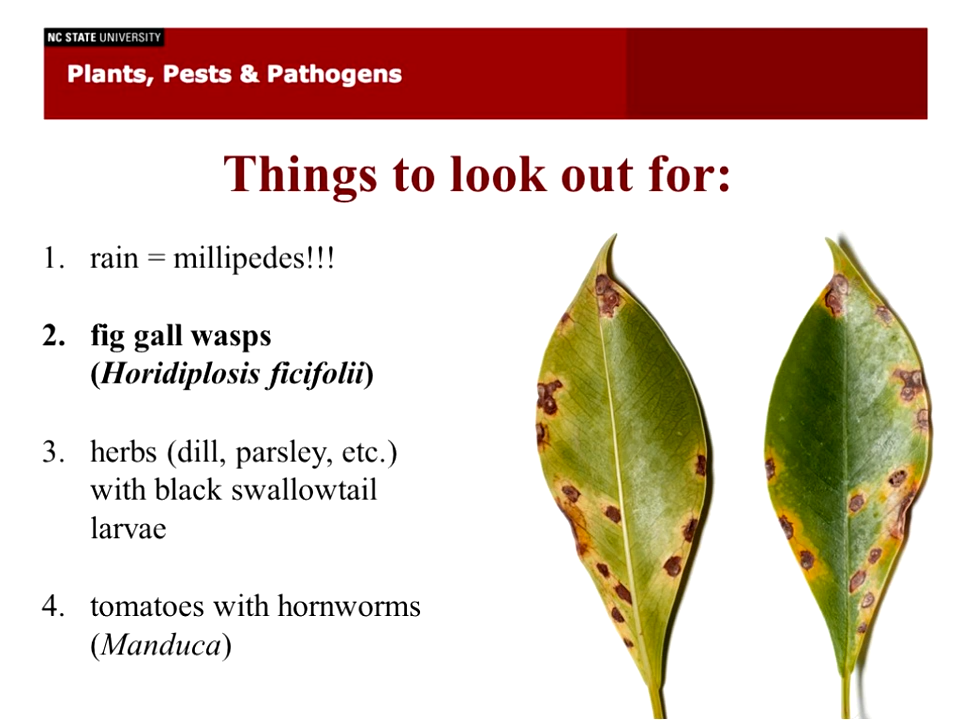 NC STATE UNIVERSITY
Plants, Pests & Pathogens
Things to look out for:
1. rain = millipedes!!!
2. fig gall wasps
(Horidiplosis ficifolii)
3. herbs (dill, parsley, etc.)
with black swallowtail
larvae
4. tomatoes with hornworms
(Manduca)